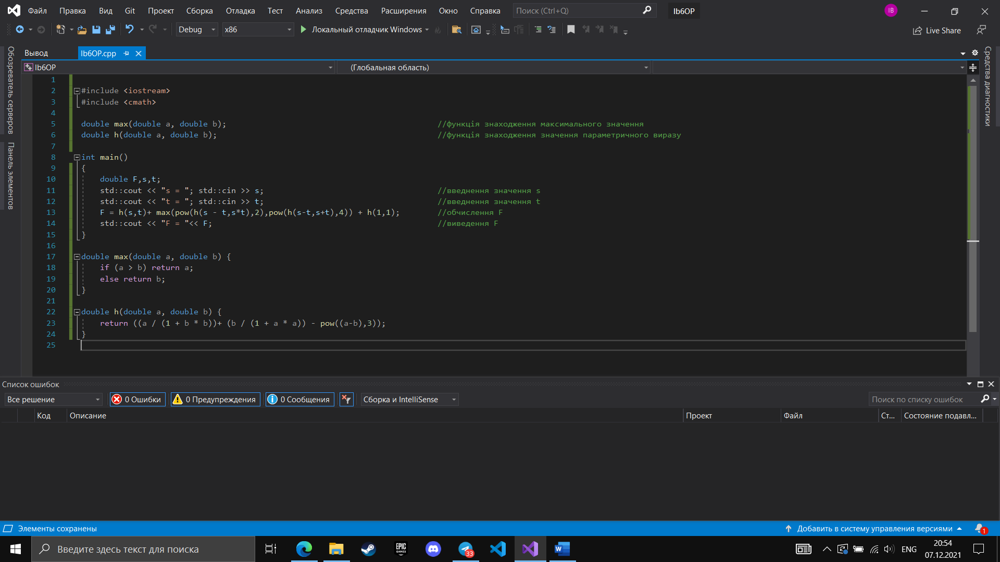 Файл Правка Вид Git Проект Сборка Отладка Тест Анализ Средства Расширения Окно Справка Поиск (Ctrl+Q) lb6OP IB
Debug x86 Локальный отладчик Windows Live Share
Обозреватель серверов
Панель элементов
Вывод lb6OP.cpp
Средства диагностики
lb6OP (Глобальная область)
1
2 #include <iostream>
3 #include <cmath>
4
5 double max(double a, double b); //функція знаходження максимального значення
6 double h(double a, double b); //функція знаходження значення параметричного виразу
7
8 int main()
9 {
10 double F,s,t;
11 std::cout << "s = "; std::cin >> s; //введнення значення s
12 std::cout << "t = "; std::cin >> t; //введнення значення t
13 F = h(s,t)+ max(pow(h(s - t,s*t),2),pow(h(s-t,s+t),4)) + h(1,1); //обчислення F
14 std::cout << "F = "<< F; //виведення F
15 }
16
17 double max(double a, double b) {
18 if (a > b) return a;
19 else return b;
20 }
21
22 double h(double a, double b) {
23 return ((a / (1 + b * b))+ (b / (1 + a * a)) - pow((a-b),3));
24 }
25
Список ошибок
Все решение 0 Ошибки 0 Предупреждения 0 Сообщения Сборка и IntelliSense Поиск по списку ошибок
Код Описание Проект Файл Ст... Состояние подавл...
Элементы сохранены Добавить в систему управления версиями 1
Введите здесь текст для поиска EPIC GAMES 33 ENG 20:54
07.12.2021